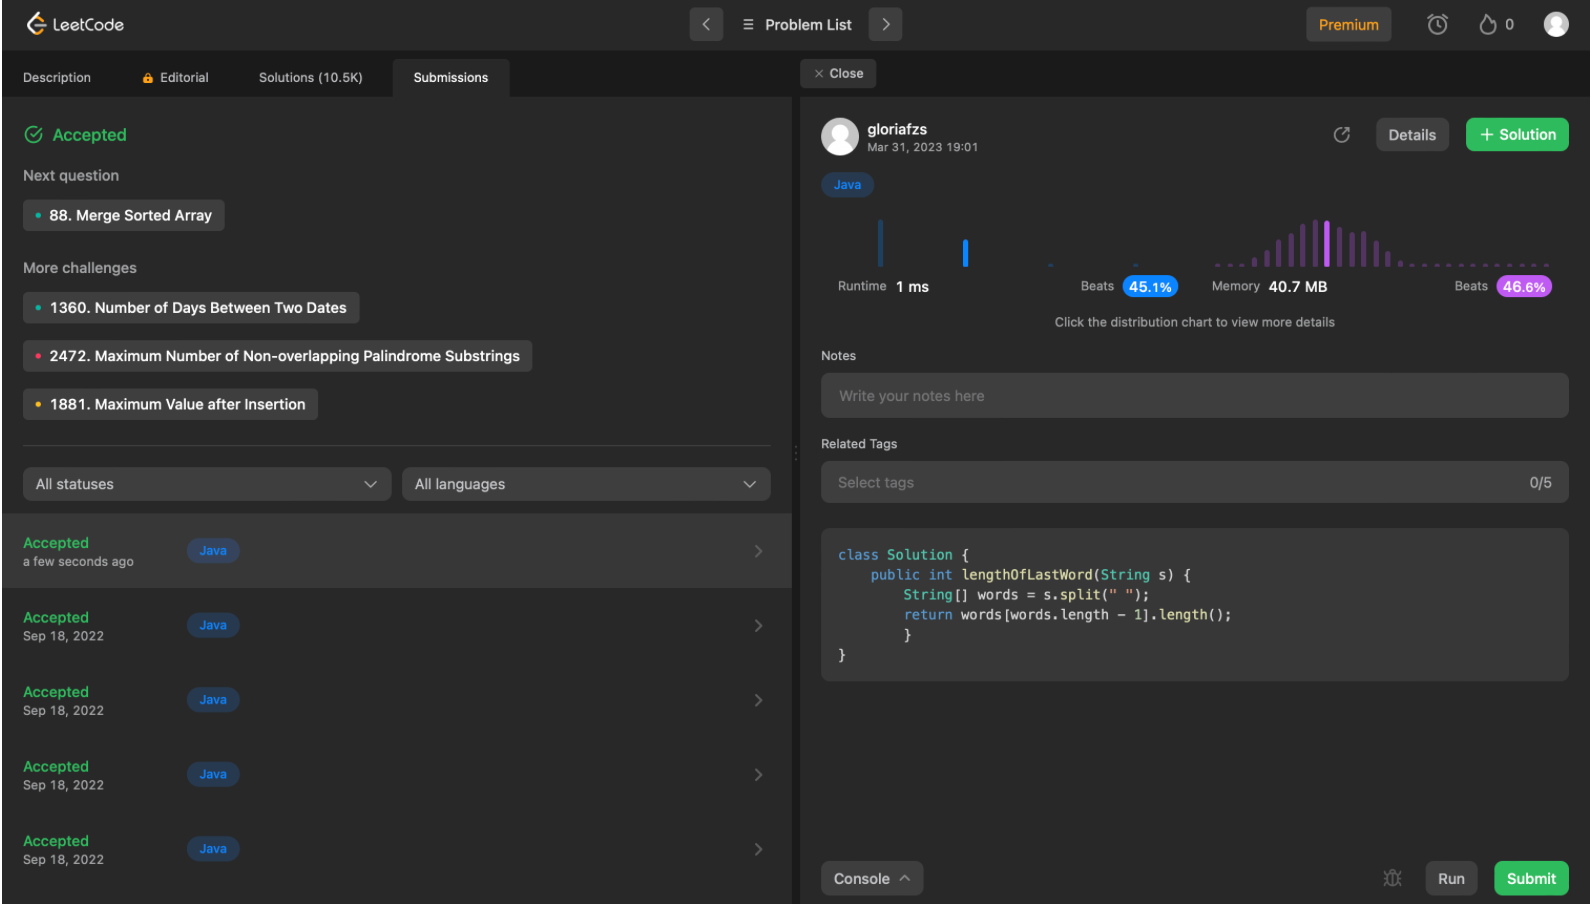 LeetCode
Problem List
Premium
0
Description
Editorial
Solutions (10.5K)
Submissions
Close
Accepted
Next question
88. Merge Sorted Array
More challenges
1360. Number of Days Between Two Dates
2472. Maximum Number of Non-overlapping Palindrome Substrings
1881. Maximum Value after Insertion
All statuses
All languages
Accepted
a few seconds ago
Java
Accepted
Sep 18, 2022
Java
Accepted
Sep 18, 2022
Java
Accepted
Sep 18, 2022
Java
Accepted
Sep 18, 2022
Java
gloriafzs
Mar 31, 2023 19:01
Details
+ Solution
Java
Runtime 1 ms
Beats 45.1%
Memory 40.7 MB
Beats 46.6%
Click the distribution chart to view more details
Notes
Write your notes here
Related Tags
Select tags
0/5
class Solution {
    public int lengthOfLastWord(String s) {
        String[] words = s.split(" ");
        return words[words.length - 1].length();
        }
}
Console
Run
Submit